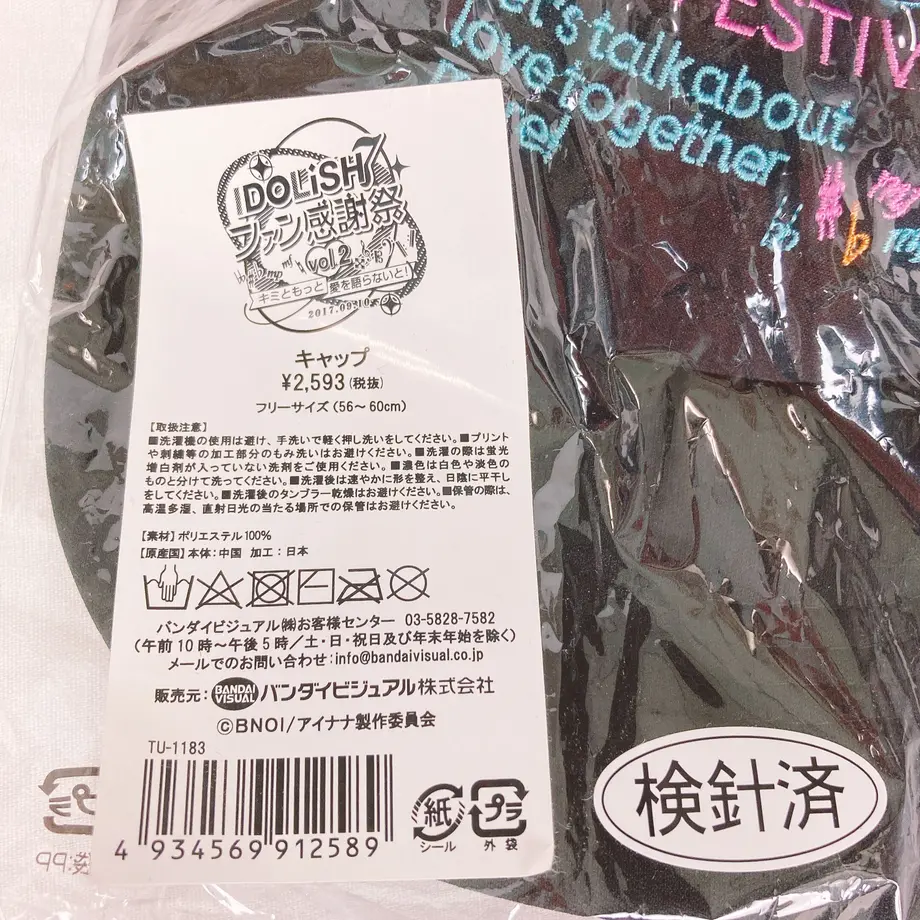 FESTIV
let's talk about
love together
IDOLiSH7
ファン感謝祭
vol.2
キミともっと愛を語らないと!
2017.09.10
キャップ
¥2,593(税抜)
フリーサイズ(56～60cm)
【取扱注意】
■洗濯機の使用は避け、手洗いで軽く押し洗いをしてください。■プリント
や刺繍等の加工部分のもみ洗いはお避けください。■洗濯の際は蛍光
増白剤が入っていない洗剤をご使用ください。■濃色は白色や淡色の
ものと分けて洗ってください。■洗濯後は速やかに形を整え、日陰に平干し
をしてください。■洗濯後のタンブラー乾燥はお避けください。■保管の際は、
高温多湿、直射日光の当たる場所での保管はお避けください。
【素材】ポリエステル100%
【原産国】本体:中国 加工:日本
バンダイビジュアル㈱お客様センター 03-5828-7582
(午前10時～午後5時/土・日・祝日及び年末年始を除く)
メールでのお問い合わせ:info@bandaivisual.co.jp
販売元: BANDAI VISUAL バンダイビジュアル株式会社
©BNOI/アイナナ製作委員会
TU-1183
4 934569 912589
紙
シール
プラ
外袋
検針済